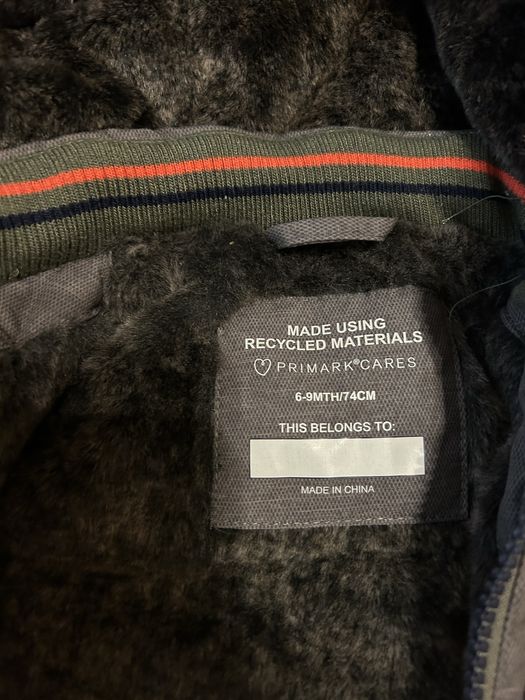 MADE USING
RECYCLED MATERIALS
PRIMARK®CARES
6-9MTH/74CM
THIS BELONGS TO:
MADE IN CHINA